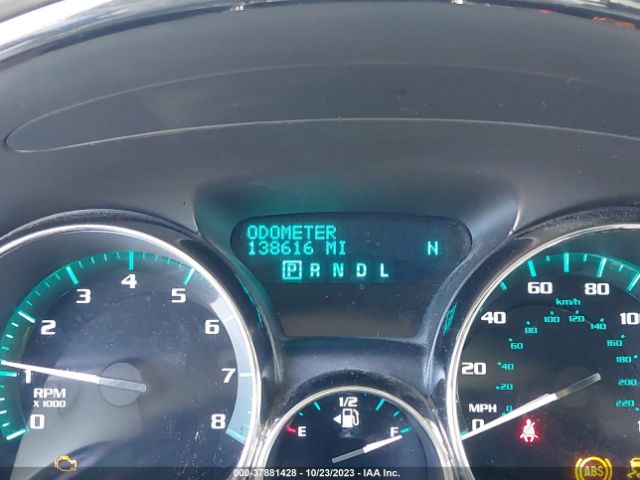 ODOMETER
138616 MI N
P R N D L
0 1 2 3 4 5 6 7 8
RPM
X 1000
E 1/2 F
0 20 40 60 80
MPH
km/h
0 20 40 60 80 100 120 140 160 180 200 220
ABS
000-37881428 - 10/23/2023 - IAA Inc.